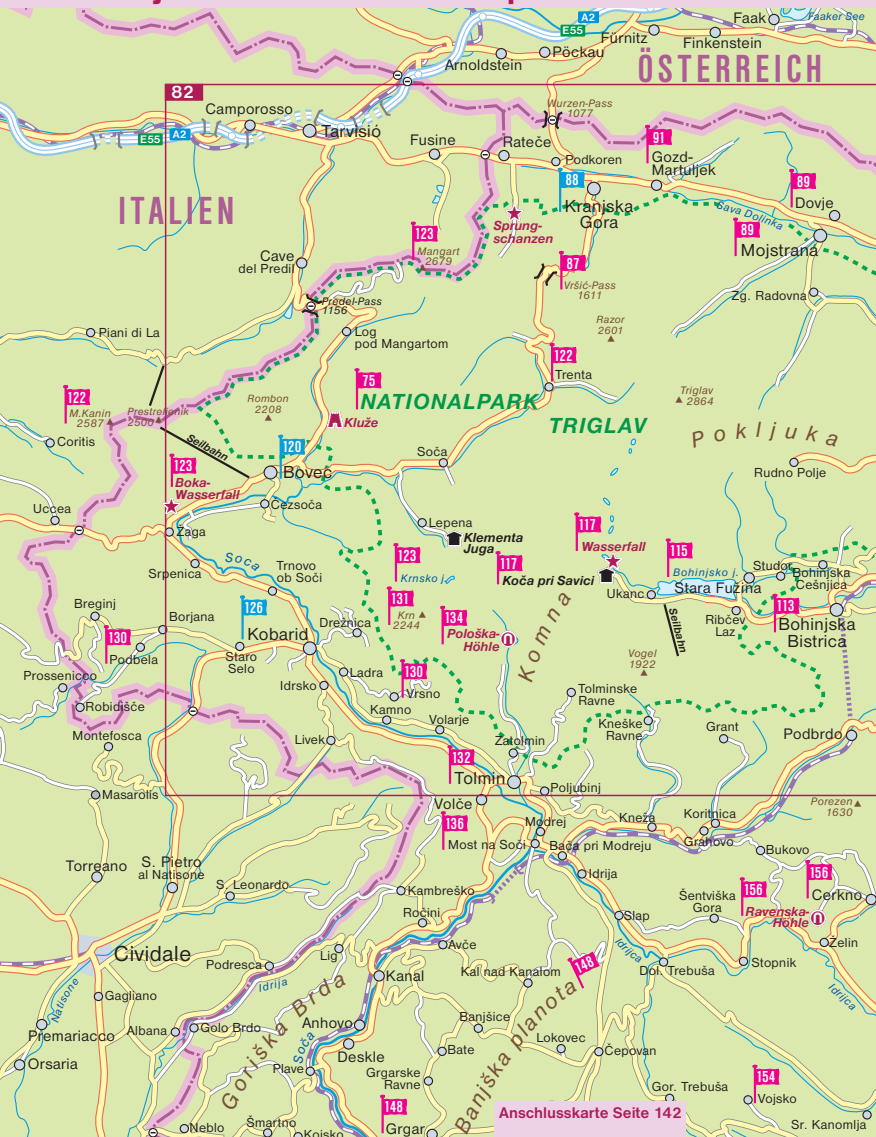 A2
E55
Faak
Faaker See
Fürnitz
Finkenstein
Pöckau
Arnoldstein
ÖSTERREICH
82
Camporosso
Wurzen-Pass
1077
E55
A2
Tarvisio
Fusine
Rateče
91
Gozd-
Martuljek
Podkoren
88
89
Dovje
ITALIEN
Kranjska
Gora
Sava Dolinka
Sprung-
schanzen
123
Mangart
2679
89
Mojstrana
Cave
del Predil
87
Vršič-Pass
1611
Zg. Radovna
Predel-Pass
1156
Razor
2601
Piani di La
Log
pod Mangartom
122
Trenta
75
NATIONALPARK
TRIGLAV
Triglav
2864
Rombon
2208
122
M.Kanin
2587
Prestreljenik
2500
Kluže
Pokljuka
Coritis
Seilbahn
120
Bovec
Soča
Rudno Polje
123
Boka-
Wasserfall
Čezsoča
Uccea
Žaga
Lepena
Klementa
Juga
117
Wasserfall
Soca
Srpenica
Trnovo
ob Soči
123
Krnsko j.
117
Koča pri Savici
115
Bohinjsko j.
Studor
Stara Fužina
Bohinjska
Češnjica
Ukanc
Breginj
Borjana
126
Kobarid
131
Krn
2244
134
Pološka-
Höhle
Komna
Seilbahn
Ribčev
Laz
113
Bohinjska
Bistrica
130
Podbela
Staro
Selo
Drežnica
Vogel
1922
Prossenicco
Idrsko
Ladra
130
Vrsno
Tolminske
Ravne
Robidišče
Kamno
Volarje
Kneške
Ravne
Grant
Montefosca
Livek
Zatolmin
Podbrdo
132
Tolmin
Poljubinj
Masarolis
Volče
Porezen
1630
136
Modrej
Kneza
Koritnica
Most na Soči
Bača pri Modreju
Grahovo
Bukovo
Torreano
S. Pietro
al Natisone
Idrija
156
Cerkno
S. Leonardo
Kambreško
Šentviška
Gora
156
Ravenska-
Höhle
Ročini
Slap
Cividale
Avče
Idrijca
Želin
Podresca
Lig
Kanal
Kal nad Kanalom
148
Dol. Trebuša
Stopnik
Natisone
Gagliano
Idrija
Idrijca
Premariacco
Albana
Golo Brdo
Goriška Brda
Anhovo
Banjšice
Banjška planota
Orsaria
Soča
Deskle
Bate
Lokovec
Čepovan
Plave
Grgarske
Ravne
Gor. Trebuša
154
Vojsko
148
Grgar
Anschlusskarte Seite 142
Neblo
Šmartno
Kojsko
Sr. Kanomlja